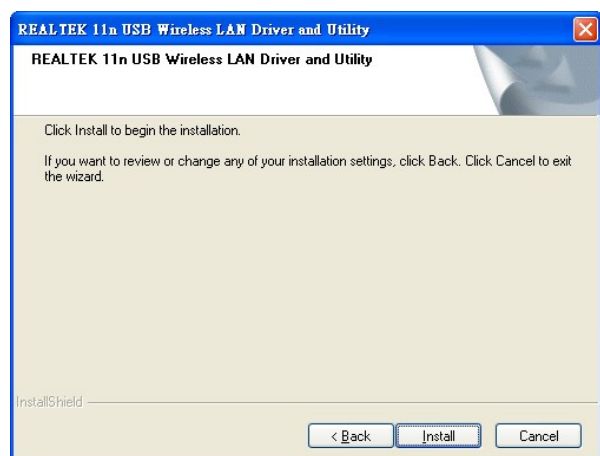 REALTEK 11n USB Wireless LAN Driver and Utility
REALTEK 11n USB Wireless LAN Driver and Utility
Click Install to begin the installation.
If you want to review or change any of your installation settings, click Back. Click Cancel to exit
the wizard.
InstallShield
< Back Install Cancel